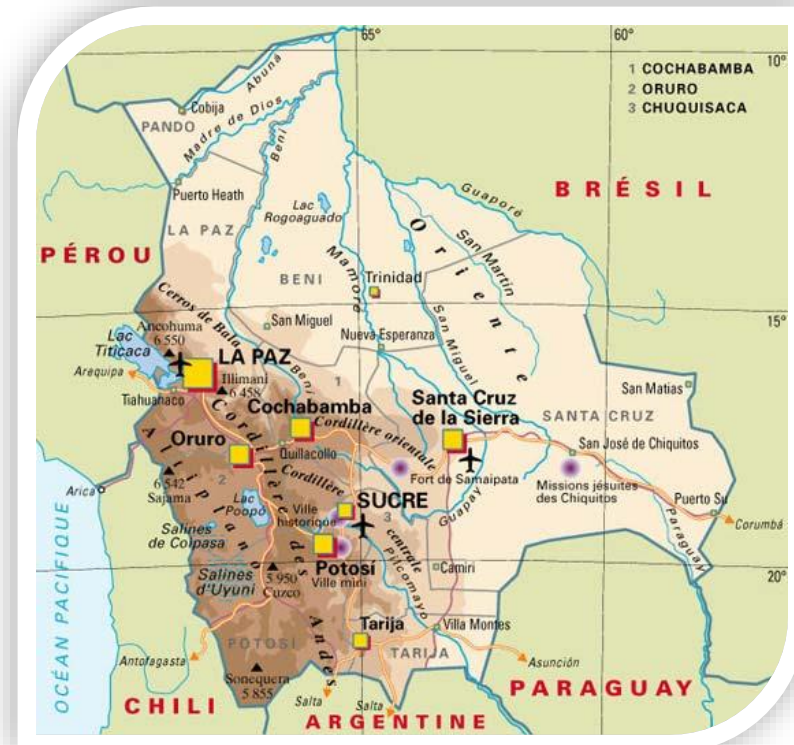 65°
60°
10°
1 COCHABAMBA
2 ORURO
3 CHUQUISACA
Abuná
Cobija
PANDO
Madre de Dios
Beni
Guaporé
BRÉSIL
Puerto Heath
Lac
Rogoaguado
LA PAZ
PÉROU
BENI
Mamoré
Oriente
San Martin
Trinidad
San Miguel
Cerros de Bala
Ancohuma
6 550
San Miguel
Nueva Esperanza
15°
Lac
Titicaca
LA PAZ
Arequipa
Illimani
6 458
Beni
1
Tiahuanaco
San Matias
Cochabamba
Santa Cruz
de la Sierra
SANTA CRUZ
Cordillère orientale
Oruro
Quillacollo
San José de Chiquitos
Altiplano
Cordillère des Andes
Cordillère centrale
6 542
Sajama
2
Fort de Samaipata
Missions jésuites
des Chiquitos
Arica
Lac
Poopó
SUCRE
Ville
historique
3
Guapay
Puerto Su
Corumbá
Paraguay
Salines
de Colpasa
Potosí
Ville mini
Pilcomayo
Camiri
20°
Salines
d'Uyuni
5 950
Cuzco
OCÉAN PACIFIQUE
Tarija
Villa Montes
POTOSÍ
TARIJA
Antofagasta
Asunción
Sonequera
5 855
Salta
Salta
PARAGUAY
CHILI
ARGENTINE